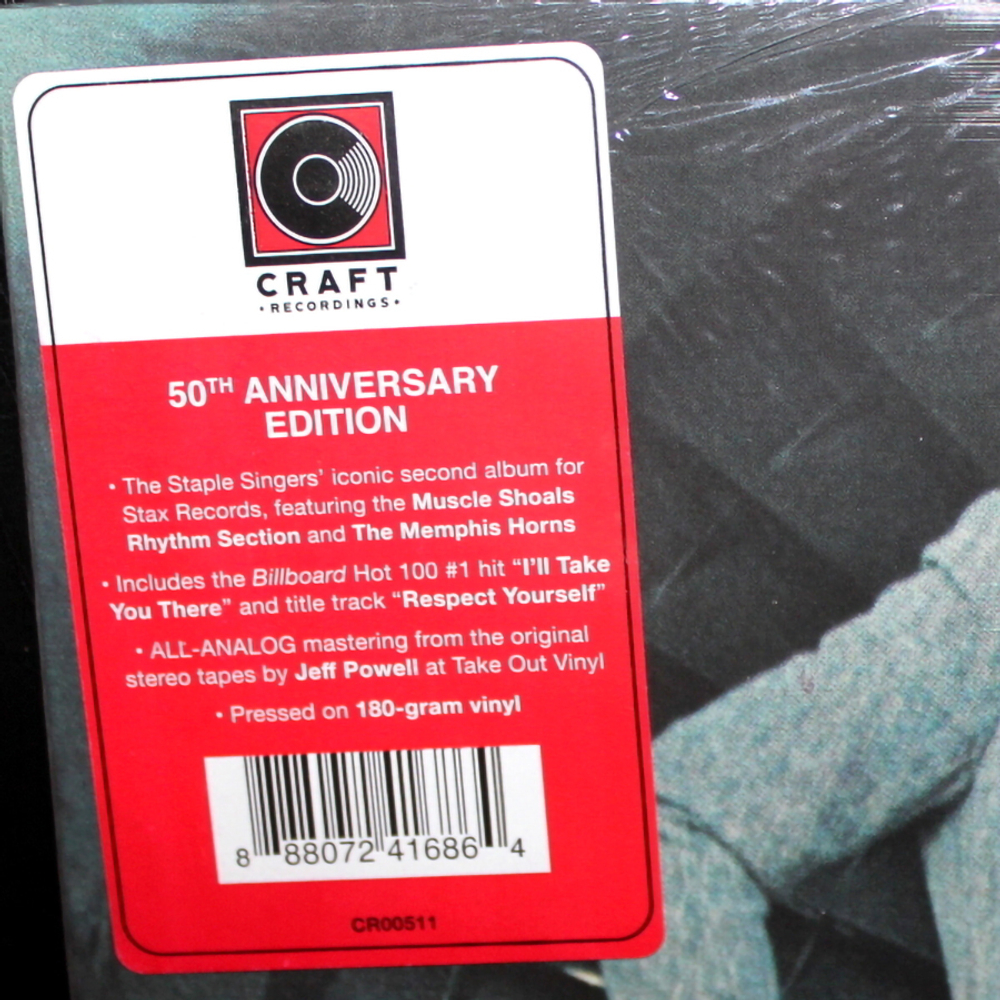 CRAFT
•RECORDINGS•
50TH ANNIVERSARY
EDITION
• The Staple Singers' iconic second album for
Stax Records, featuring the Muscle Shoals
Rhythm Section and The Memphis Horns
• Includes the Billboard Hot 100 #1 hit "I'll Take
You There" and title track "Respect Yourself"
• ALL-ANALOG mastering from the original
stereo tapes by Jeff Powell at Take Out Vinyl
• Pressed on 180-gram vinyl
8 88072 41686 4
CR00511